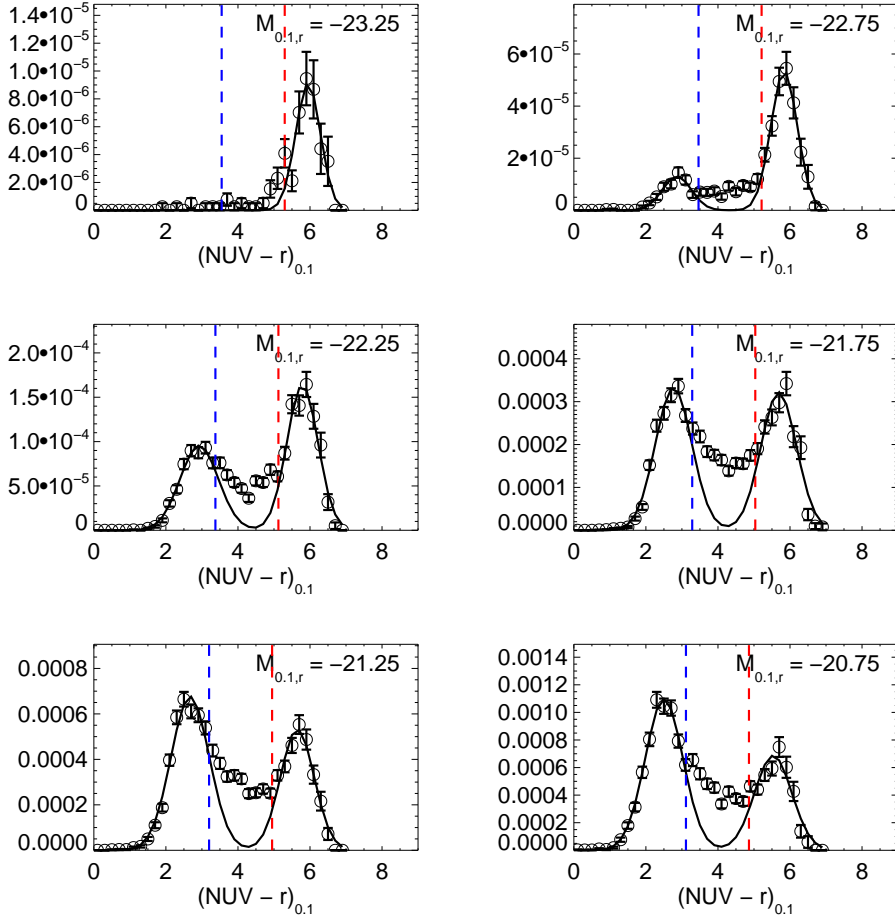 1.4•10⁻⁵
1.2•10⁻⁵
1.0•10⁻⁵
8.0•10⁻⁶
6.0•10⁻⁶
4.0•10⁻⁶
2.0•10⁻⁶
0
M₀.₁,ᵣ = −23.25
0 2 4 6 8
(NUV − r)₀.₁
6•10⁻⁵
4•10⁻⁵
2•10⁻⁵
0
M₀.₁,ᵣ = −22.75
0 2 4 6 8
(NUV − r)₀.₁
2.0•10⁻⁴
1.5•10⁻⁴
1.0•10⁻⁴
5.0•10⁻⁵
0
M₀.₁,ᵣ = −22.25
0 2 4 6 8
(NUV − r)₀.₁
0.0004
0.0003
0.0002
0.0001
0.0000
M₀.₁,ᵣ = −21.75
0 2 4 6 8
(NUV − r)₀.₁
0.0008
0.0006
0.0004
0.0002
0.0000
M₀.₁,ᵣ = −21.25
0 2 4 6 8
(NUV − r)₀.₁
0.0014
0.0012
0.0010
0.0008
0.0006
0.0004
0.0002
0.0000
M₀.₁,ᵣ = −20.75
0 2 4 6 8
(NUV − r)₀.₁